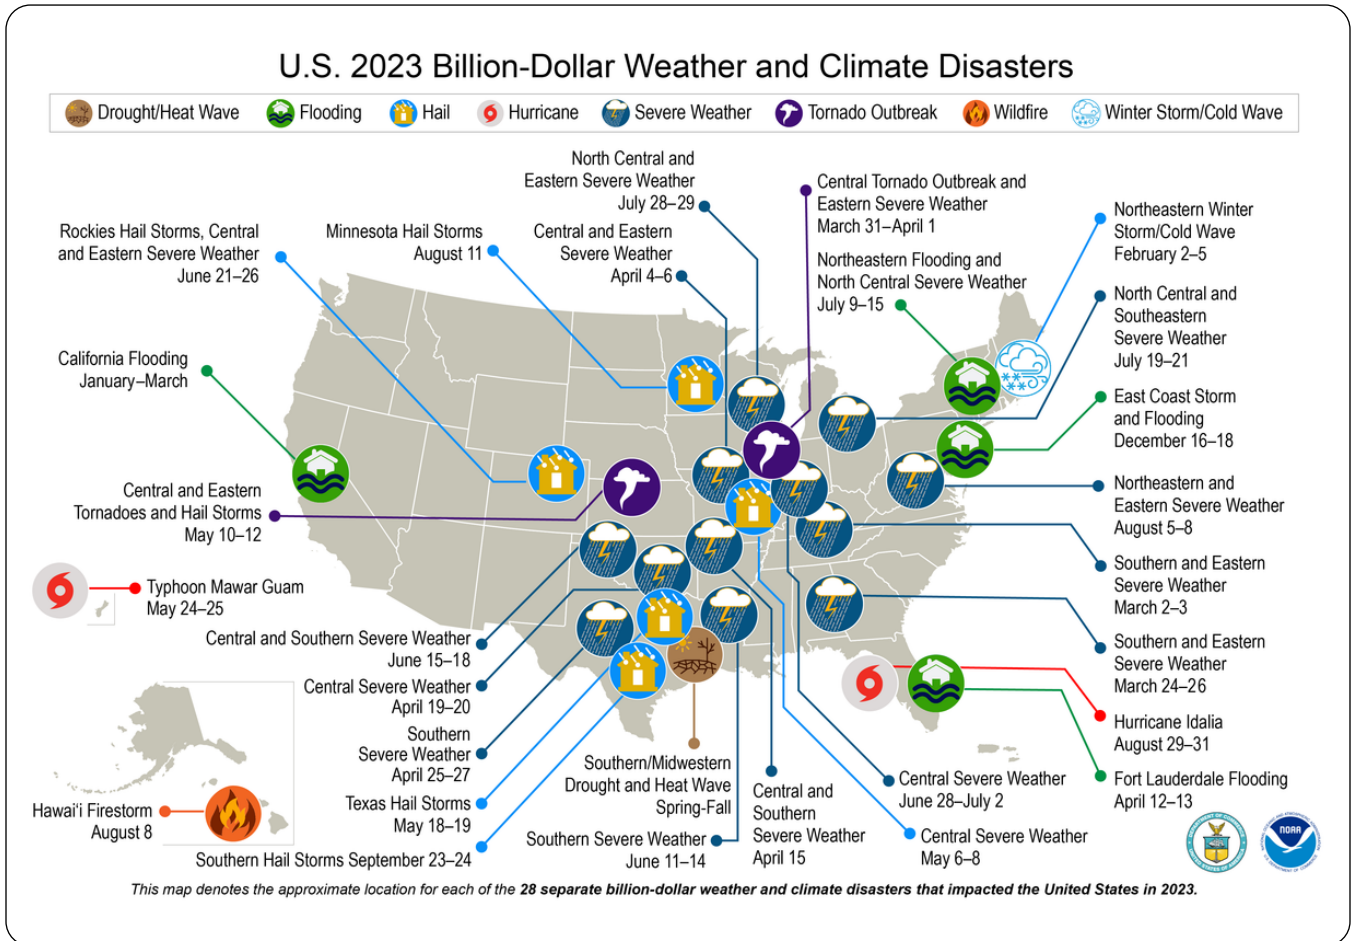 U.S. 2023 Billion-Dollar Weather and Climate Disasters
Drought/Heat Wave
Flooding
Hail
Hurricane
Severe Weather
Tornado Outbreak
Wildfire
Winter Storm/Cold Wave
North Central and
Eastern Severe Weather
July 28–29
Central Tornado Outbreak and
Eastern Severe Weather
March 31–April 1
Northeastern Winter
Storm/Cold Wave
February 2–5
Rockies Hail Storms, Central
and Eastern Severe Weather
June 21–26
Minnesota Hail Storms
August 11
Central and Eastern
Severe Weather
April 4–6
Northeastern Flooding and
North Central Severe Weather
July 9–15
North Central and
Southeastern
Severe Weather
July 19–21
California Flooding
January–March
East Coast Storm
and Flooding
December 16–18
Central and Eastern
Tornadoes and Hail Storms
May 10–12
Northeastern and
Eastern Severe Weather
August 5–8
Typhoon Mawar Guam
May 24–25
Southern and Eastern
Severe Weather
March 2–3
Central and Southern Severe Weather
June 15–18
Southern and Eastern
Severe Weather
March 24–26
Central Severe Weather
April 19–20
Hurricane Idalia
August 29–31
Southern
Severe Weather
April 25–27
Southern/Midwestern
Drought and Heat Wave
Spring-Fall
Central and
Southern
Severe Weather
April 15
Central Severe Weather
June 28–July 2
Fort Lauderdale Flooding
April 12–13
Texas Hail Storms
May 18–19
Hawai‘i Firestorm
August 8
Southern Severe Weather
June 11–14
Central Severe Weather
May 6–8
Southern Hail Storms September 23–24
NOAA
This map denotes the approximate location for each of the 28 separate billion-dollar weather and climate disasters that impacted the United States in 2023.